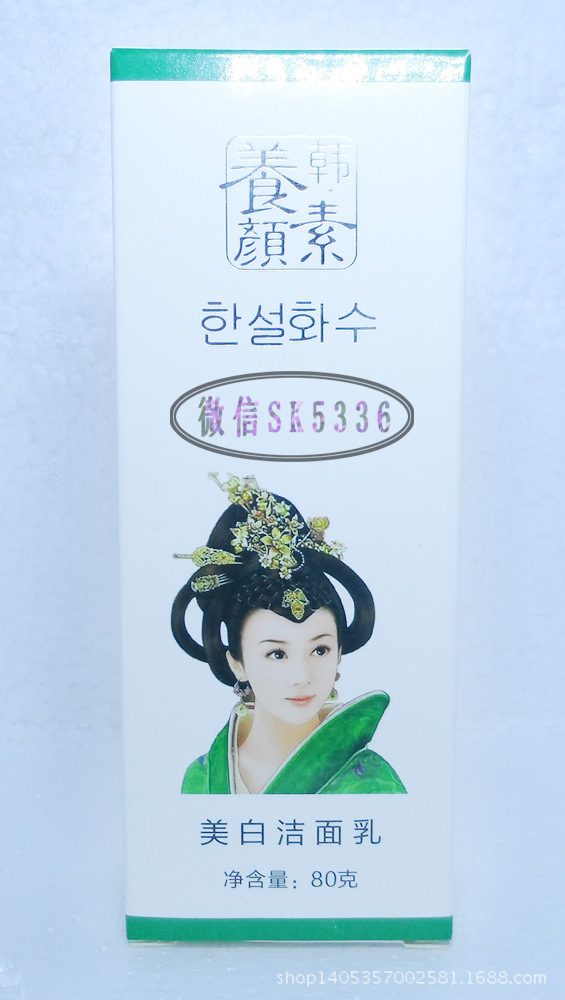 韩·素
養顔
한설화수
微信SK5336
美白洁面乳
净含量：80克
shop1405357002581.1688.com